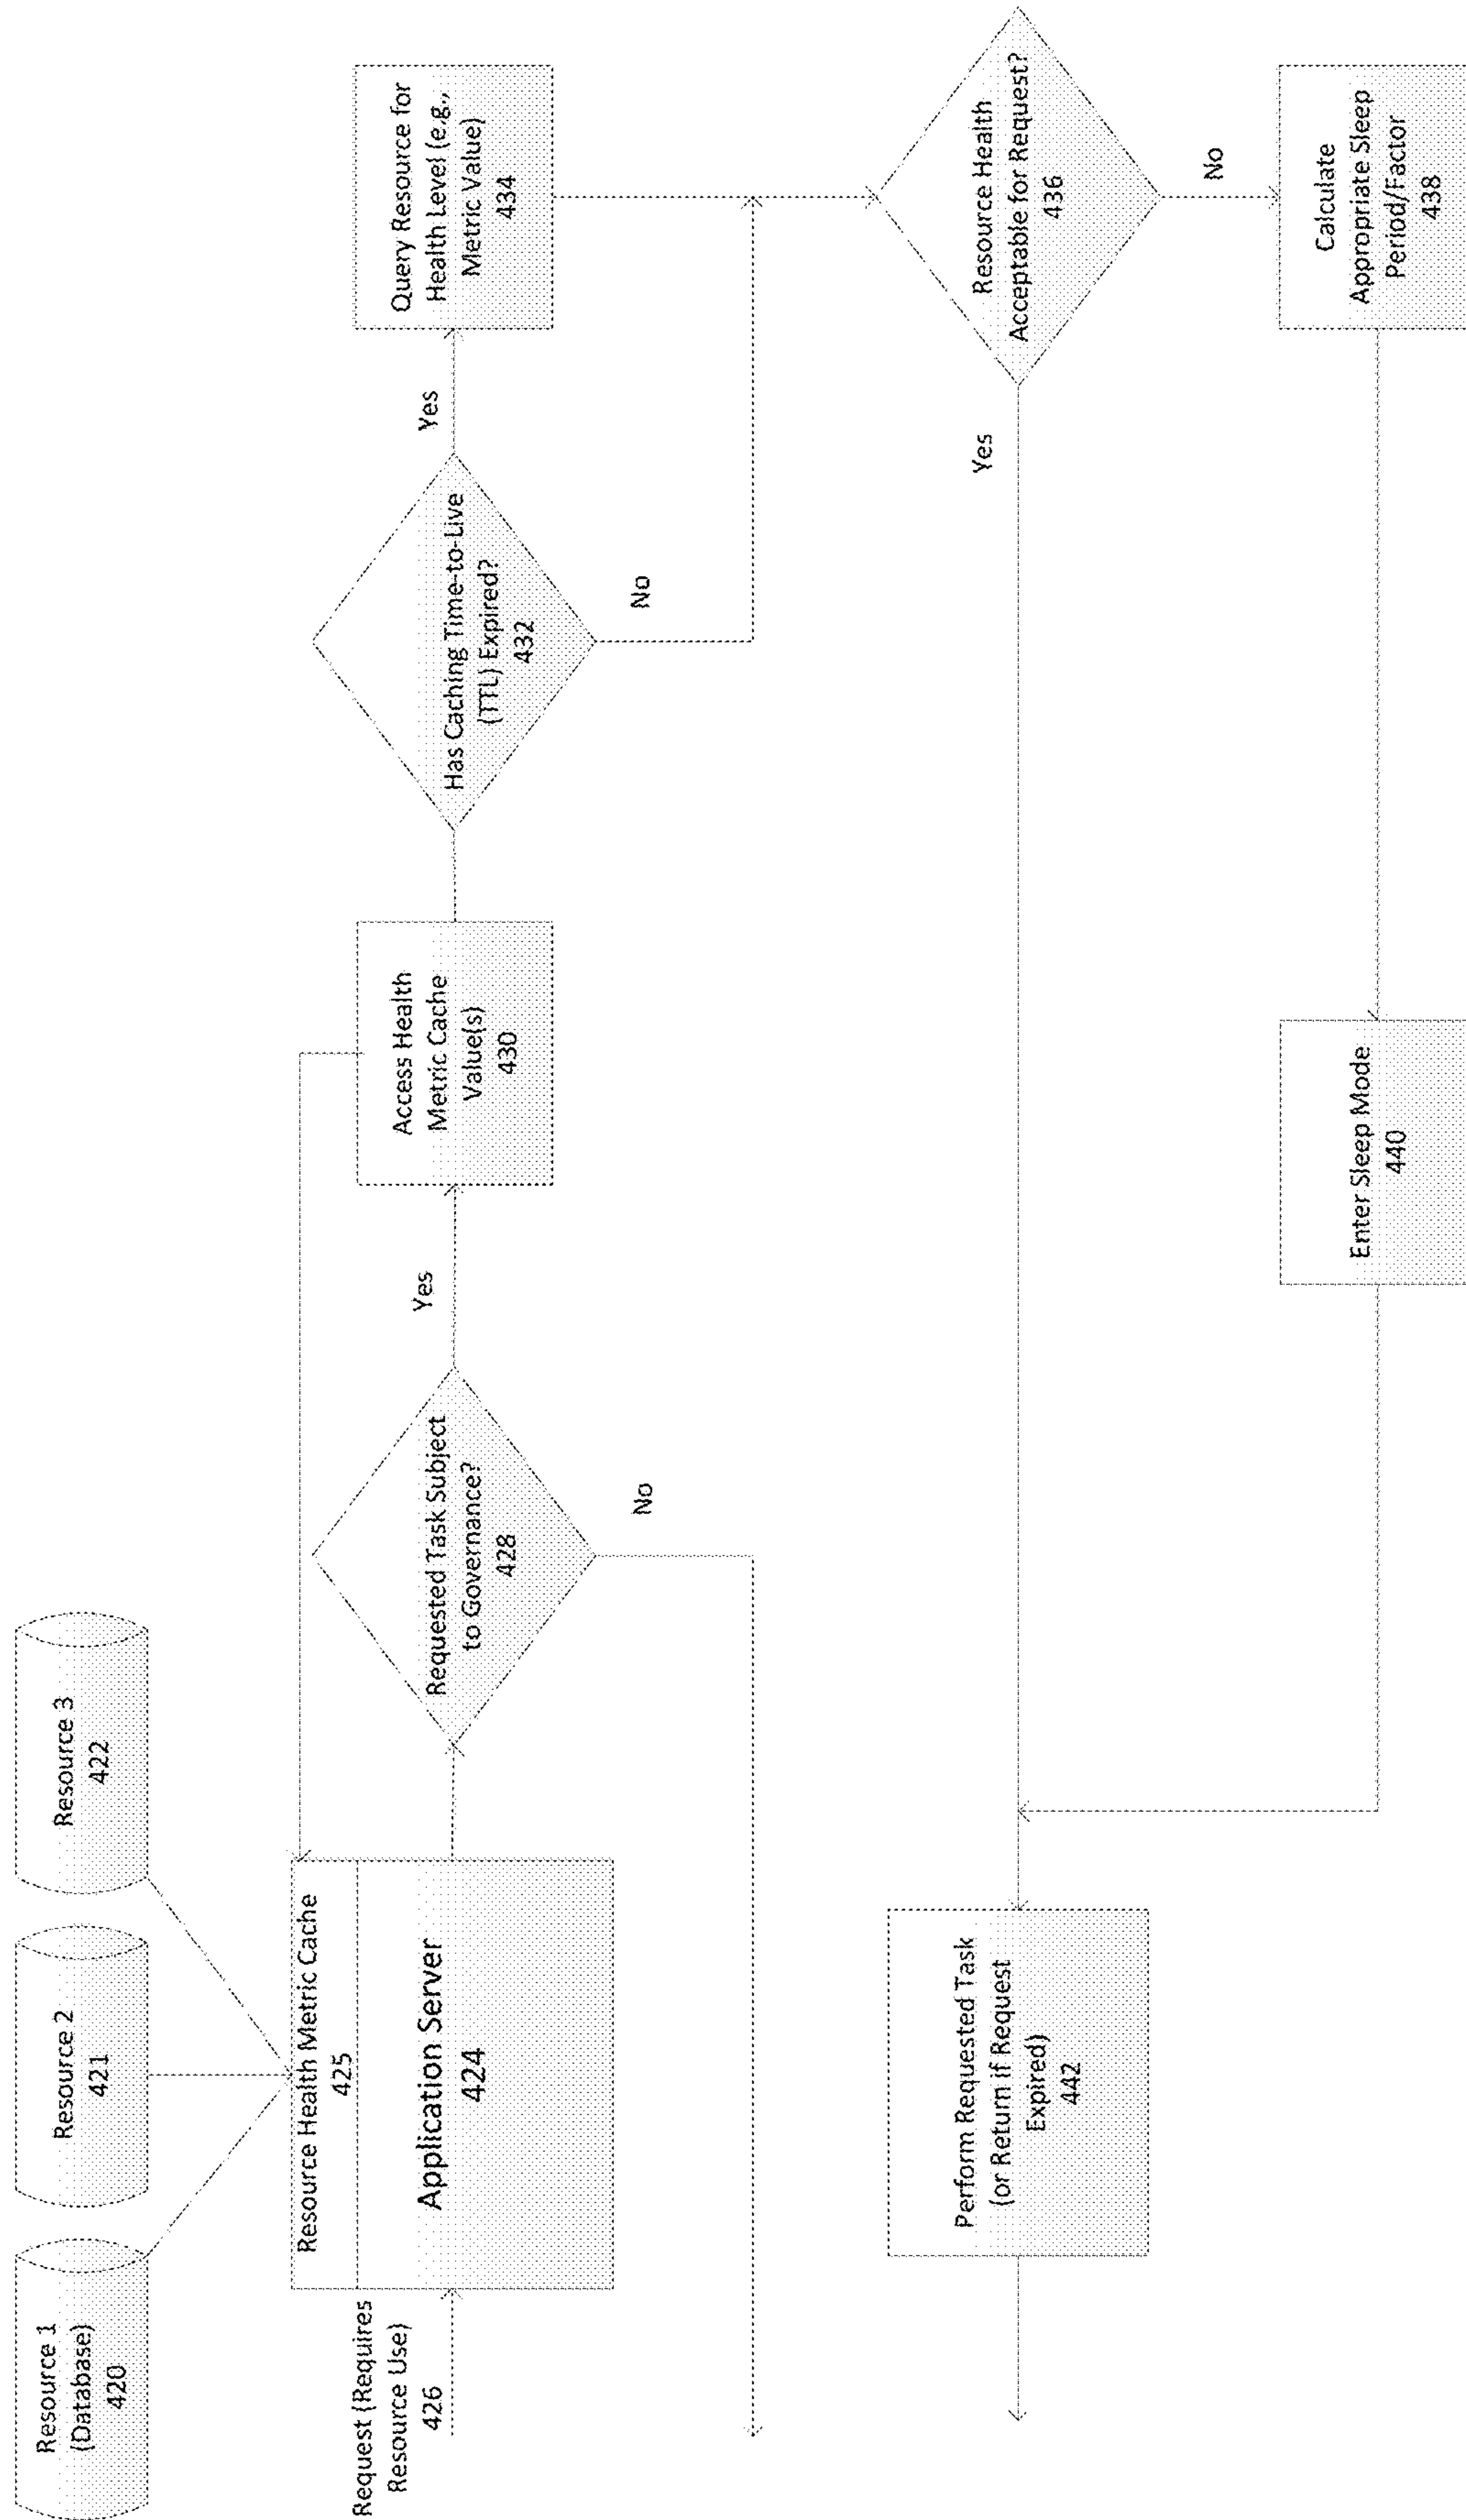 Resource 1
(Database)
420
Resource 2
421
Resource 3
422
Request (Requires
Resource Use)
426
Resource Health Metric Cache
425
Application Server
424
Requested Task Subject
to Governance?
428
Yes
No
Access Health
Metric Cache
Value(s)
430
Has Caching Time-to-Live
(TTL) Expired?
432
Yes
No
Query Resource for
Health Level (e.g.,
Metric Value)
434
Resource Health
Acceptable for Request?
436
Yes
No
Calculate
Appropriate Sleep
Period/Factor
438
Enter Sleep Mode
440
Perform Requested Task
(or Return if Request
Expired)
442